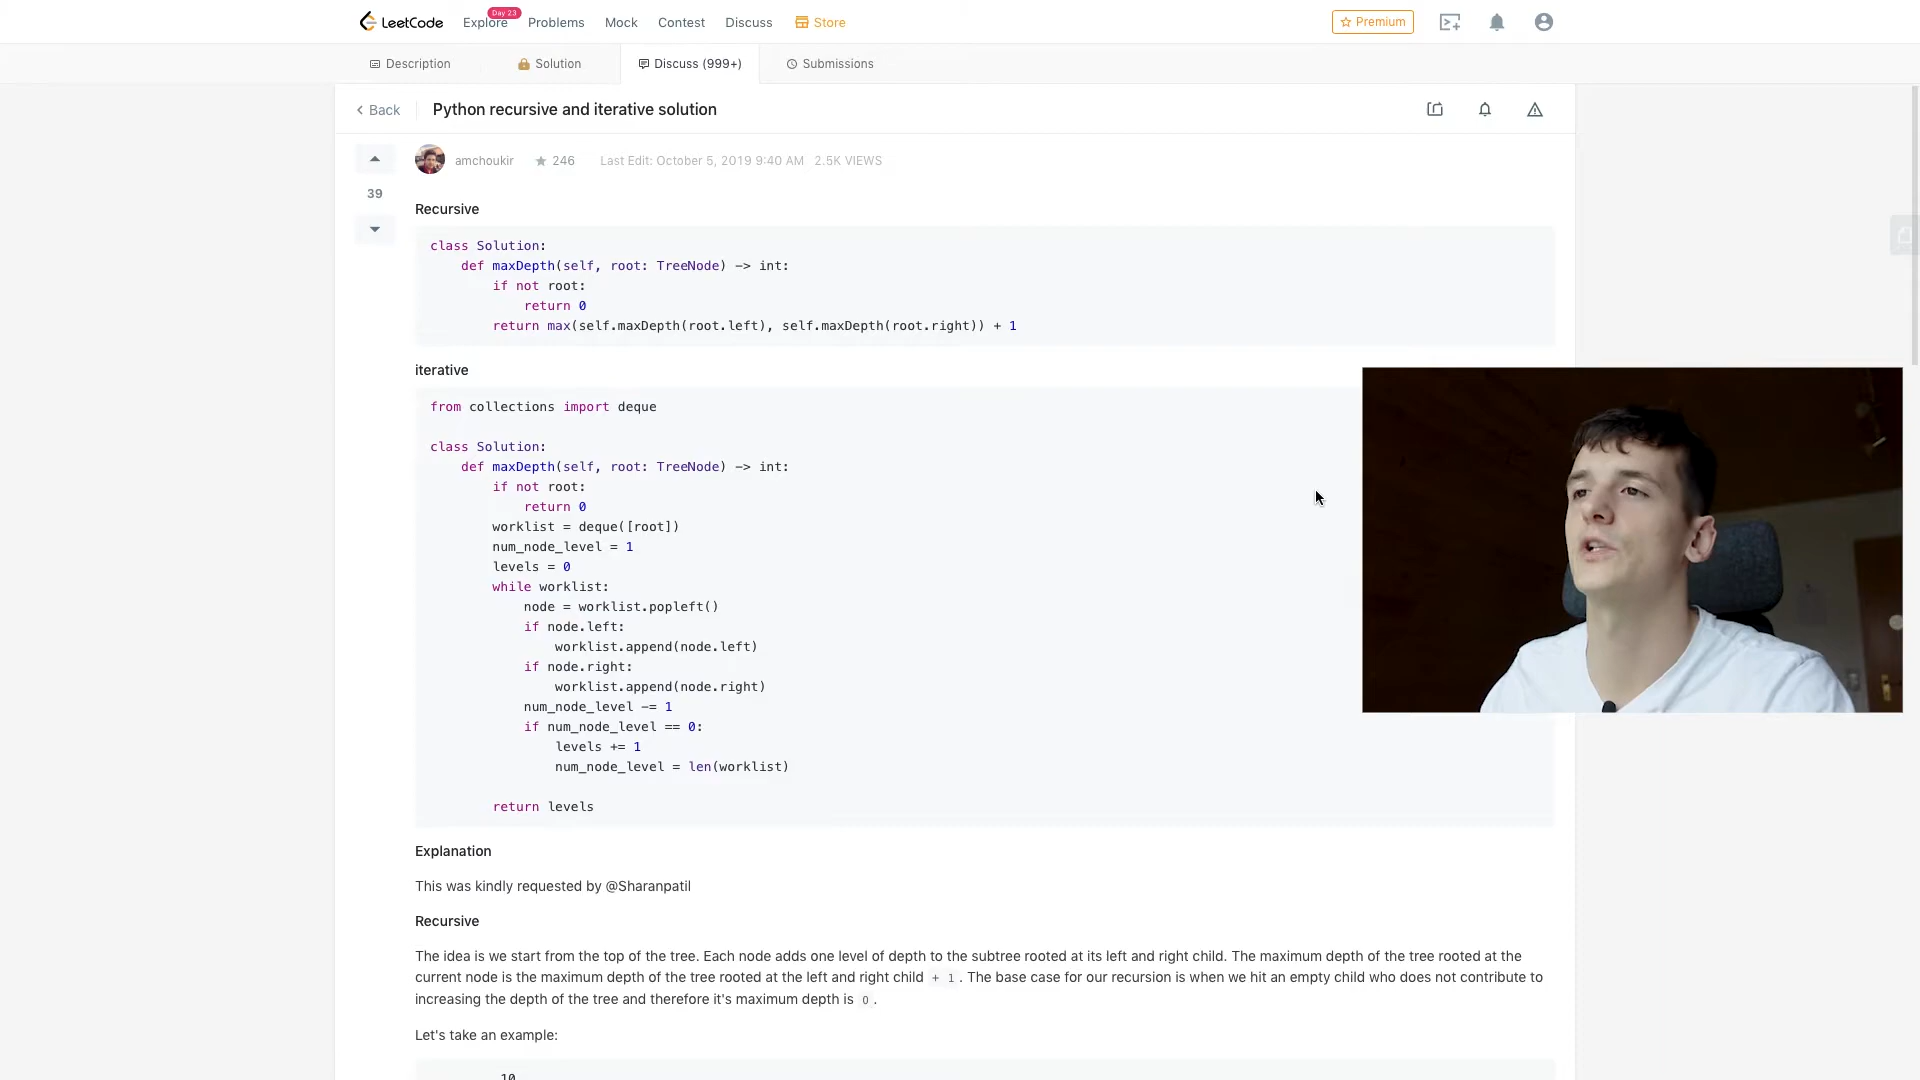 LeetCode Explore Day 23 Problems Mock Contest Discuss Store Premium
Description Solution Discuss (999+) Submissions
Back Python recursive and iterative solution
amchoukir 246 Last Edit: October 5, 2019 9:40 AM 2.5K VIEWS
39
Recursive
class Solution:
    def maxDepth(self, root: TreeNode) -> int:
        if not root:
            return 0
        return max(self.maxDepth(root.left), self.maxDepth(root.right)) + 1
iterative
from collections import deque
class Solution:
    def maxDepth(self, root: TreeNode) -> int:
        if not root:
            return 0
        worklist = deque([root])
        num_node_level = 1
        levels = 0
        while worklist:
            node = worklist.popleft()
            if node.left:
                worklist.append(node.left)
            if node.right:
                worklist.append(node.right)
            num_node_level -= 1
            if num_node_level == 0:
                levels += 1
                num_node_level = len(worklist)
        return levels
Explanation
This was kindly requested by @Sharanpatil
Recursive
The idea is we start from the top of the tree. Each node adds one level of depth to the subtree rooted at its left and right child. The maximum depth of the tree rooted at the
current node is the maximum depth of the tree rooted at the left and right child + 1. The base case for our recursion is when we hit an empty child who does not contribute to
increasing the depth of the tree and therefore it's maximum depth is 0.
Let's take an example:
10